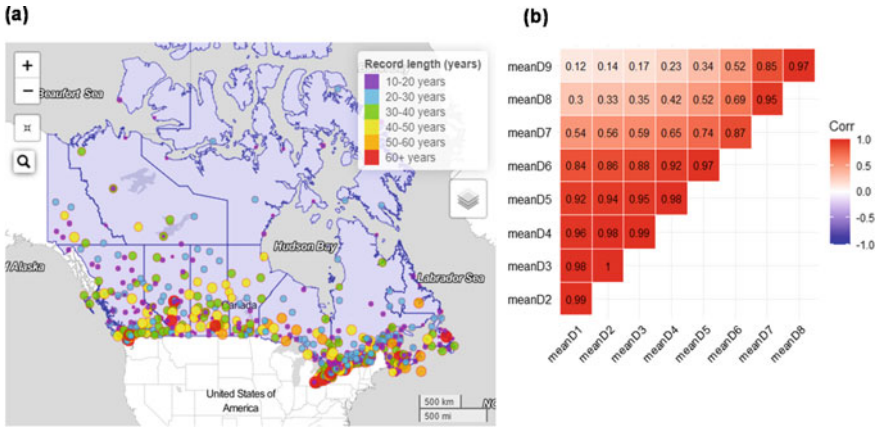 (a)
(b)
+
−
Beaufort Sea
Record length (years)
10-20 years
20-30 years
30-40 years
40-50 years
50-60 years
60+ years
Hudson Bay
Alaska
Labrador Sea
Canada
United States of
America
500 km
500 mi
meanD9 0.12 0.14 0.17 0.23 0.34 0.52 0.85 0.97
meanD8 0.3 0.33 0.35 0.42 0.52 0.69 0.95
meanD7 0.54 0.56 0.59 0.65 0.74 0.87
meanD6 0.84 0.86 0.88 0.92 0.97
meanD5 0.92 0.94 0.95 0.98
meanD4 0.96 0.98 0.99
meanD3 0.98 1
meanD2 0.99
meanD1 meanD2 meanD3 meanD4 meanD5 meanD6 meanD7 meanD8
Corr
1.0
0.5
0.0
-0.5
-1.0